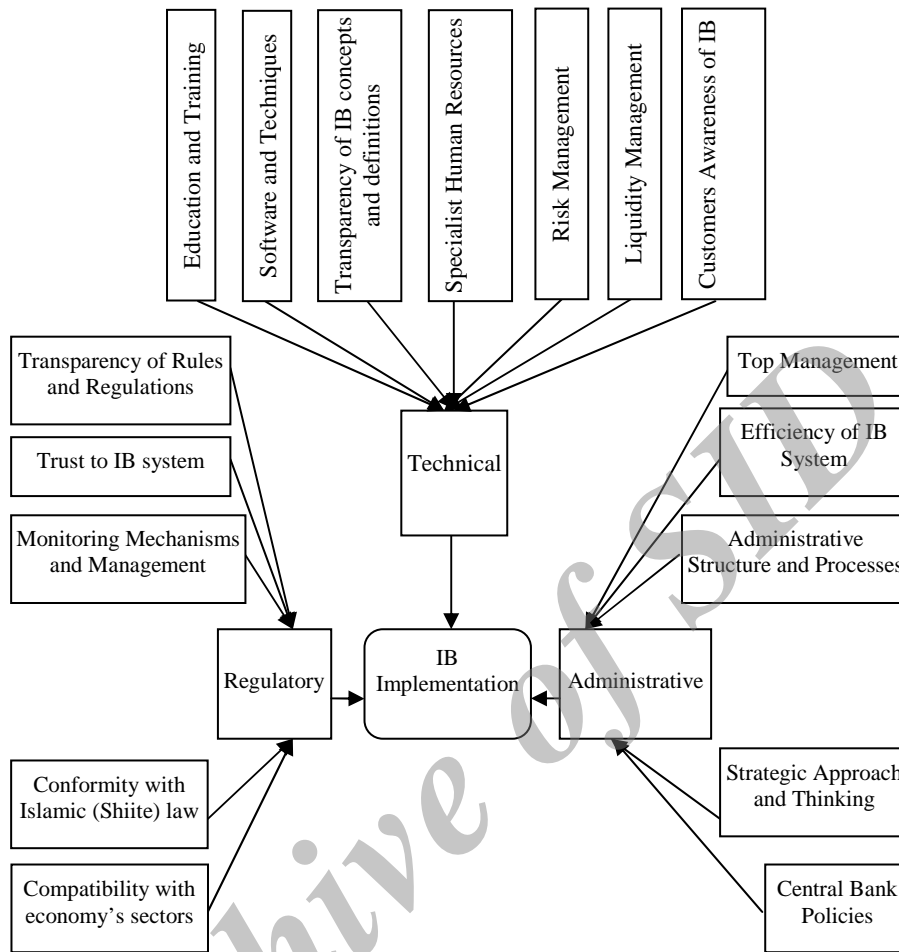 Education and Training
Software and Techniques
Transparency of IB concepts
and definitions
Specialist Human Resources
Risk Management
Liquidity Management
Customers Awareness of IB
Transparency of Rules
and Regulations
Trust to IB system
Monitoring Mechanisms
and Management
Technical
Top Management
Efficiency of IB
System
Administrative
Structure and Processes
Regulatory
IB
Implementation
Administrative
Conformity with
Islamic (Shiite) law
Compatibility with
economy's sectors
Strategic Approach
and Thinking
Central Bank
Policies
hive of SID